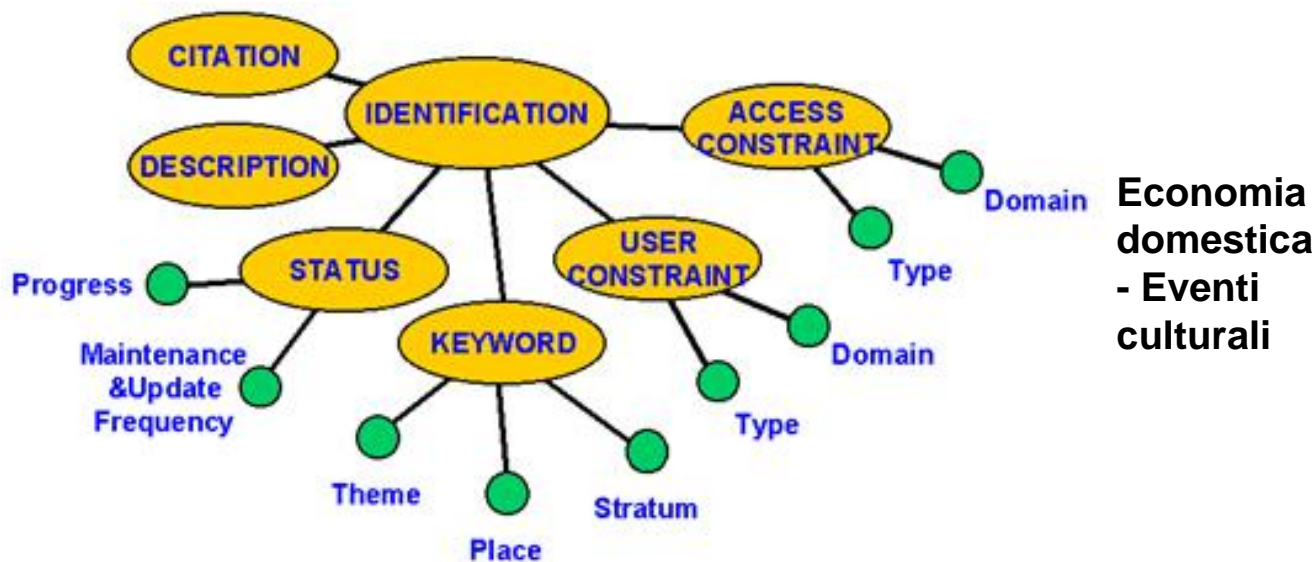 CITATION
IDENTIFICATION
ACCESS
CONSTRAINT
DESCRIPTION
Domain
Economia
domestica
- Eventi
culturali
USER
CONSTRAINT
Type
STATUS
Progress
KEYWORD
Domain
Maintenance
&Update
Frequency
Type
Theme
Stratum
Place